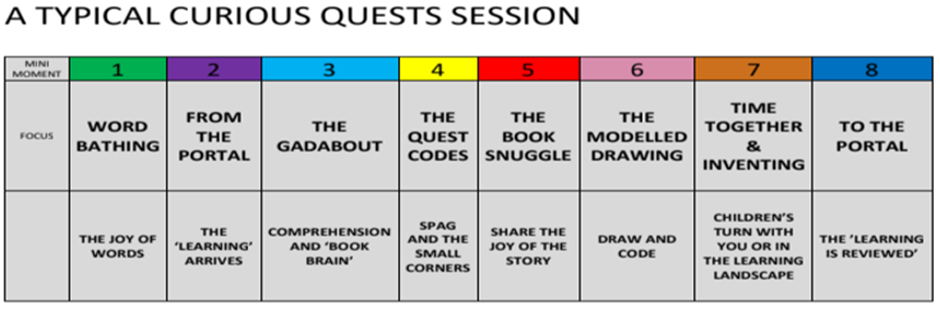 A TYPICAL CURIOUS QUESTS SESSION
MINI
MOMENT
1
2
3
4
5
6
7
8
FOCUS
WORD
BATHING
FROM
THE
PORTAL
THE
GADABOUT
THE
QUEST
CODES
THE
BOOK
SNUGGLE
THE
MODELLED
DRAWING
TIME
TOGETHER
&
INVENTING
TO THE
PORTAL
THE JOY OF
WORDS
THE
‘LEARNING’
ARRIVES
COMPREHENSION
AND ‘BOOK
BRAIN’
SPAG
AND THE
SMALL
CORNERS
SHARE THE
JOY OF THE
STORY
DRAW AND
CODE
CHILDREN’S
TURN WITH
YOU OR IN
THE LEARNING
LANDSCAPE
THE ‘LEARNING
IS REVIEWED’